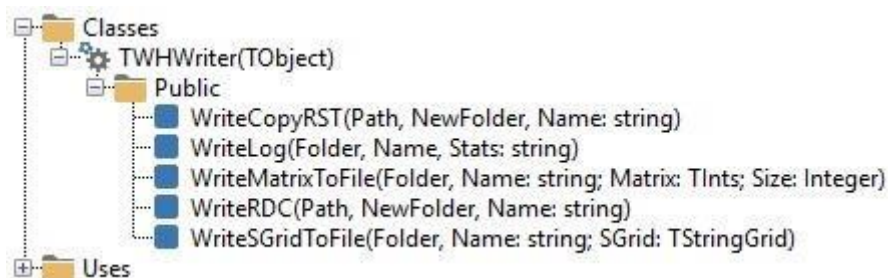 Classes
TWHWriter(TObject)
Public
WriteCopyRST(Path, NewFolder, Name: string)
WriteLog(Folder, Name, Stats: string)
WriteMatrixToFile(Folder, Name: string; Matrix: TInts; Size: Integer)
WriteRDC(Path, NewFolder, Name: string)
WriteSGridToFile(Folder, Name: string; SGrid: TStringGrid)
Uses